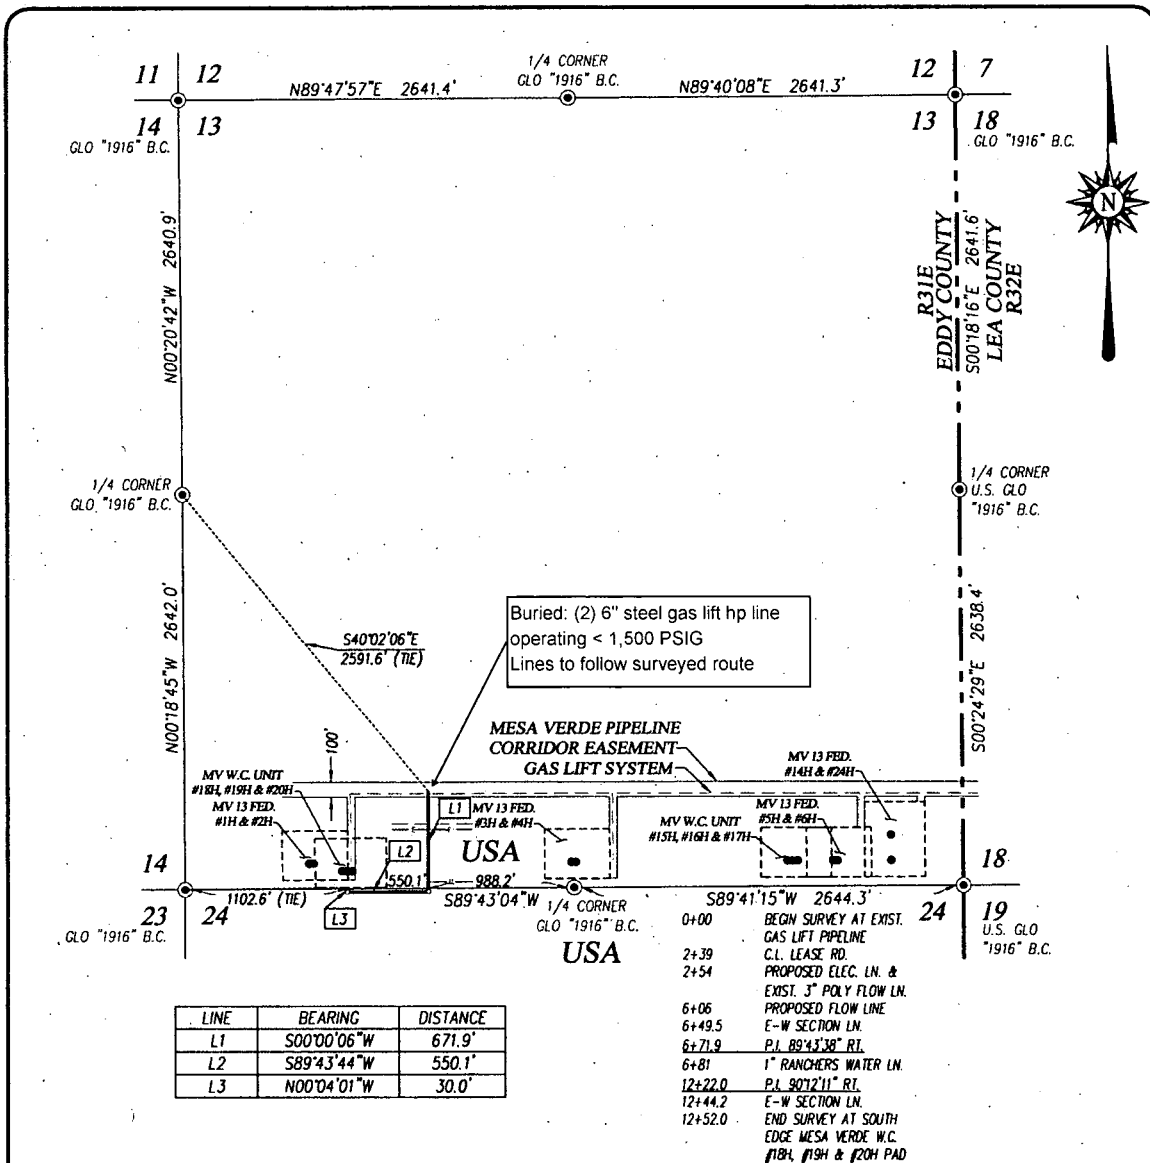 1/4 CORNER
GLO "1916" B.C.
11 12
N89°47'57"E 2641.4'
N89°40'08"E 2641.3'
12 7
14 13
GLO "1916" B.C.
13 18
GLO "1916" B.C.
N
N00°20'42"W 2640.9'
R31E
EDDY COUNTY
S00°18'16"E 2641.6'
LEA COUNTY
R32E
1/4 CORNER
GLO "1916" B.C.
1/4 CORNER
U.S. GLO
"1916" B.C.
N00°18'45"W 2642.0'
S40°02'06"E
2591.6' (TIE)
Buried: (2) 6" steel gas lift hp line
operating < 1,500 PSIG
Lines to follow surveyed route
S00°24'29"E 2638.4'
MESA VERDE PIPELINE
CORRIDOR EASEMENT
GAS LIFT SYSTEM
100'
MV W.C. UNIT
#18H, #19H & #20H
MV 13 FED.
#1H & #2H
L1
MV 13 FED.
#3H & #4H
MV W.C. UNIT
#15H, #16H & #17H
MV 13 FED.
#5H & #6H
MV 13 FED.
#14H & #24H
L2
USA
14
550.1'
988.2'
18
1102.6' (TIE)
S89°43'04"W
S89°41'15"W 2644.3'
L3
23 24
GLO "1916" B.C.
1/4 CORNER
GLO "1916" B.C.
USA
24 19
U.S. GLO
"1916" B.C.
0+00 BEGIN SURVEY AT EXIST.
GAS LIFT PIPELINE
2+39 C.L. LEASE RD.
2+54 PROPOSED ELEC. LN. &
EXIST. 3" POLY FLOW LN.
6+06 PROPOSED FLOW LINE
6+49.5 E-W SECTION LN.
6+71.9 P.I. 89°43'38" RT.
6+81 1" RANCHERS WATER LN.
12+22.0 P.I. 90°12'11" RT.
12+44.2 E-W SECTION LN.
12+52.0 END SURVEY AT SOUTH
EDGE MESA VERDE W.C.
#18H, #19H & #20H PAD
LINE BEARING DISTANCE
L1 S00°00'06"W 671.9'
L2 S89°43'44"W 550.1'
L3 N00°04'01"W 30.0'